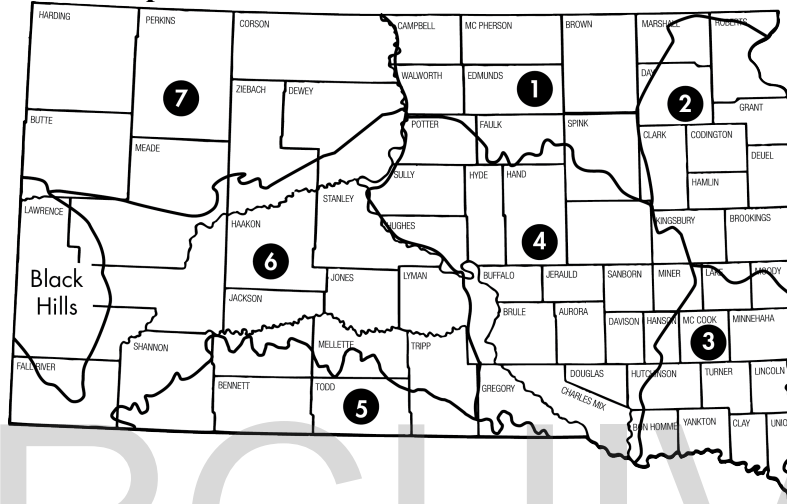 HARDING
PERKINS
CORSON
CAMPBELL
MC PHERSON
BROWN
MARSHALL
ROBERTS
WALWORTH
EDMUNDS
1
DAY
2
7
ZIEBACH
DEWEY
GRANT
BUTTE
POTTER
FAULK
SPINK
CLARK
CODINGTON
MEADE
DEUEL
SULLY
HYDE
HAND
HAMLIN
LAWRENCE
STANLEY
HAAKON
HUGHES
KINGSBURY
BROOKINGS
4
6
Black
Hills
JONES
LYMAN
BUFFALO
JERAULD
SANBORN
MINER
LAKE
MOODY
JACKSON
BRULE
AURORA
DAVISON
HANSON
MC COOK
MINNEHAHA
3
SHANNON
MELLETTE
TRIPP
FALL RIVER
DOUGLAS
HUTCHINSON
TURNER
LINCOLN
BENNETT
TODD
5
GREGORY
CHARLES MIX
BON HOMME
YANKTON
CLAY
UNIO